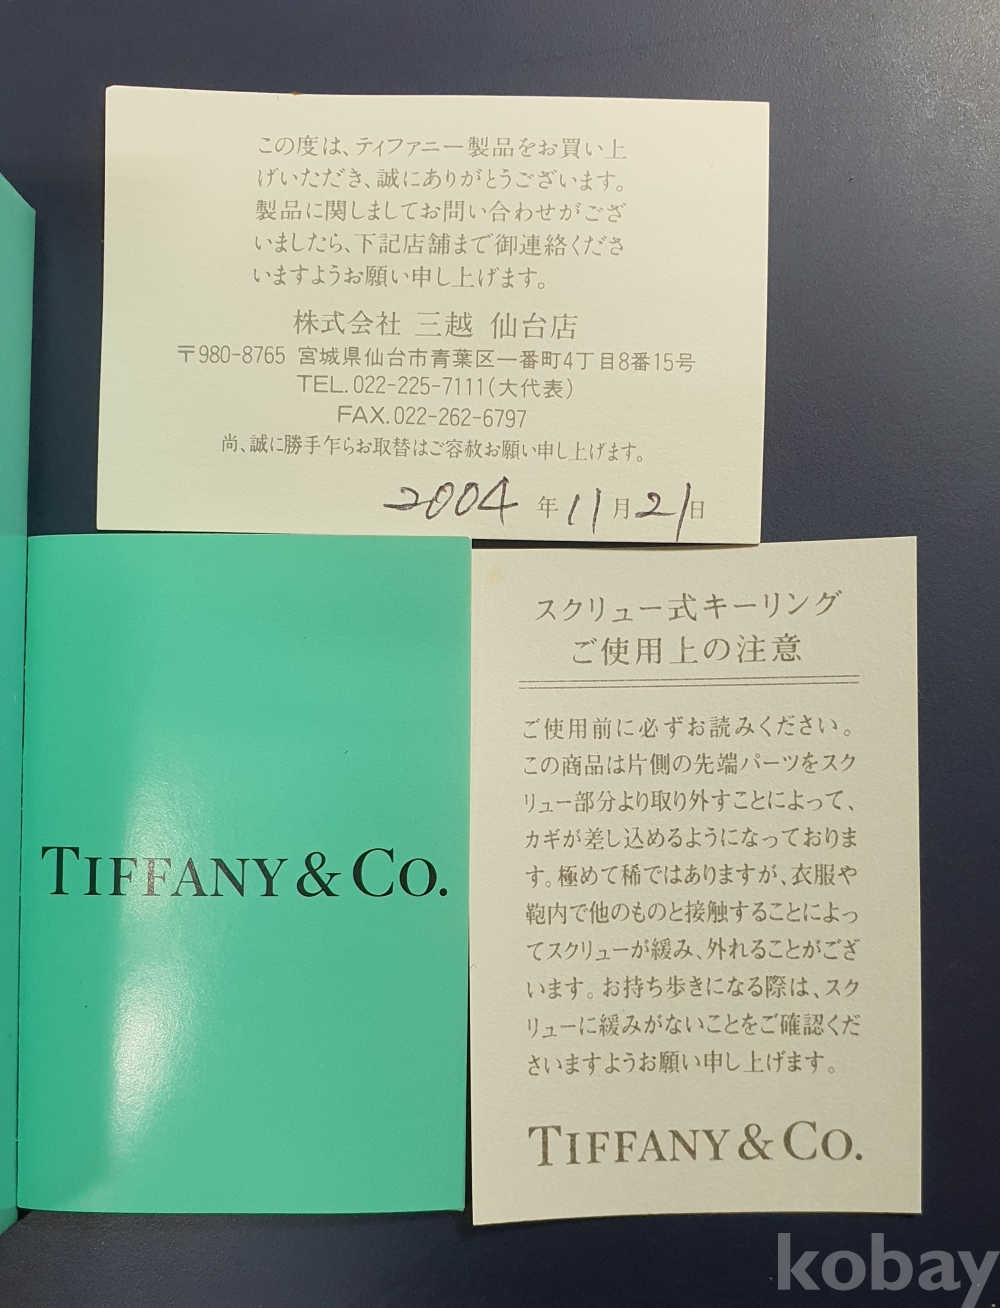 この度は、ティファニー製品をお買い上
げいただき、誠にありがとうございます。
製品に関しましてお問い合わせがござ
いましたら、下記店舗まで御連絡くださ
いますようお願い申し上げます。
株式会社 三越 仙台店
〒980-8765 宮城県仙台市青葉区一番町4丁目8番15号
TEL.022-225-7111(大代表)
FAX.022-262-6797
尚、誠に勝手乍らお取替はご容赦お願い申し上げます。
2004 年 11 月 21 日
TIFFANY & CO.
スクリュー式キーリング
ご使用上の注意
ご使用前に必ずお読みください。
この商品は片側の先端パーツをスク
リュー部分より取り外すことによって、
カギが差し込めるようになっておりま
す。極めて稀ではありますが、衣服や
鞄内で他のものと接触することによっ
てスクリューが緩み、外れることがござ
います。お持ち歩きになる際は、スク
リューに緩みがないことをご確認くだ
さいますようお願い申し上げます。
TIFFANY & CO.
kobay